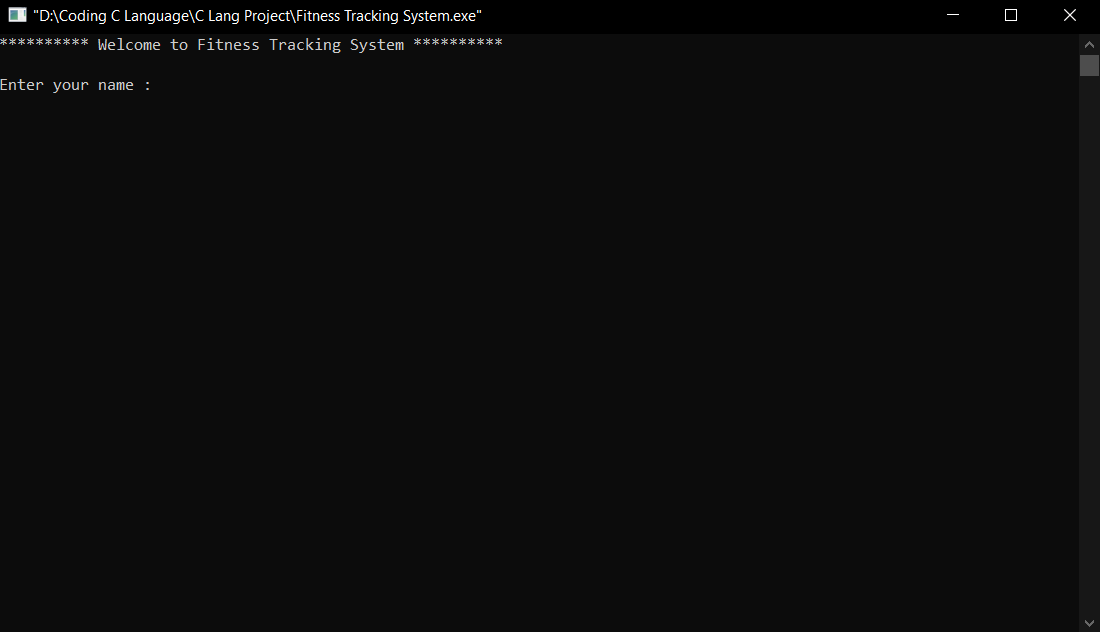 "D:\Coding C Language\C Lang Project\Fitness Tracking System.exe"
********** Welcome to Fitness Tracking System **********
Enter your name :